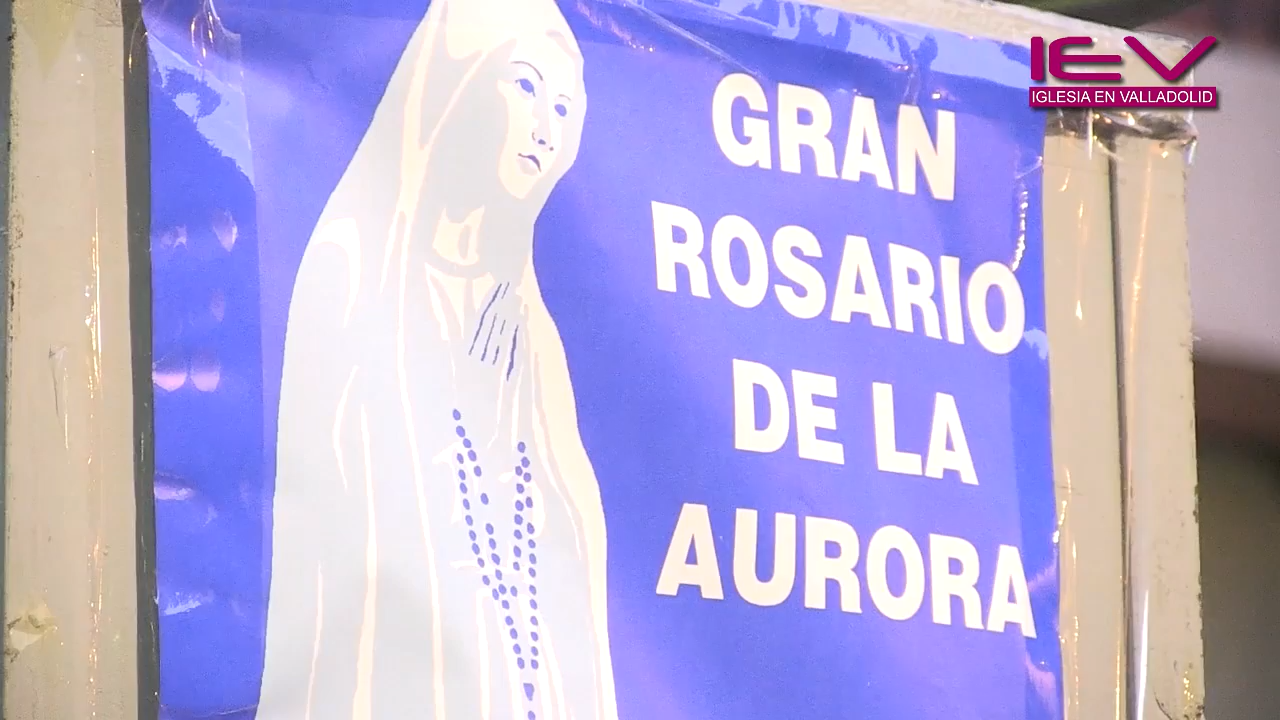 IEV
IGLESIA EN VALLADOLID
GRAN
ROSARIO
DE LA
AURORA